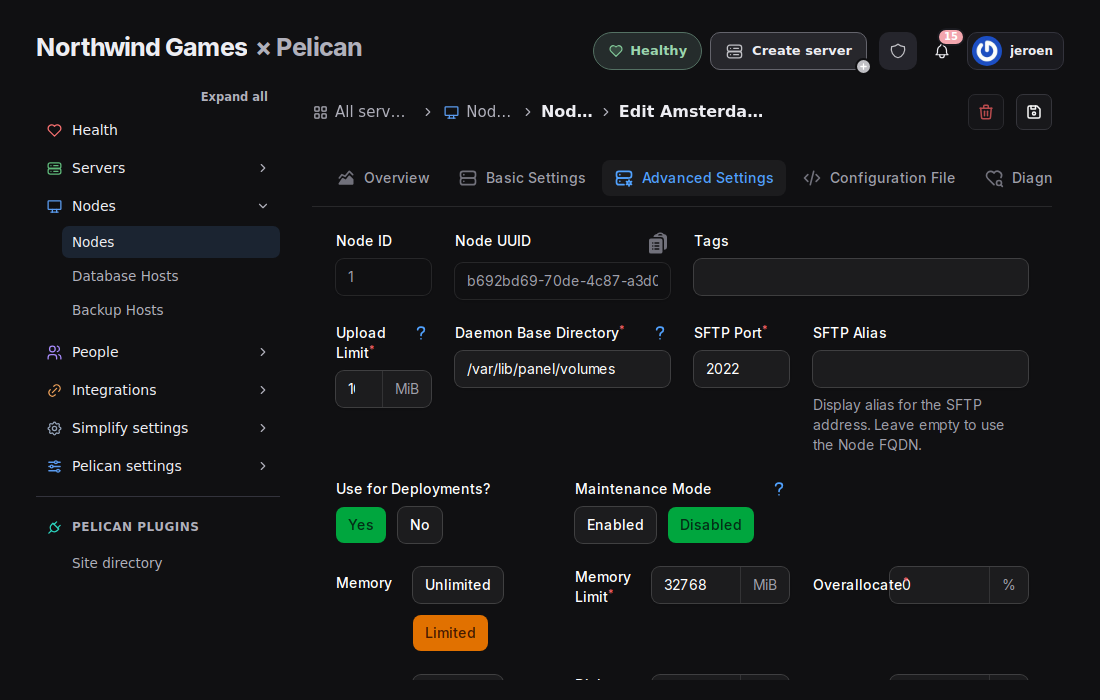 Northwind Games × Pelican
Healthy
Create server
15
jeroen
Expand all
Health
Servers
Nodes
Nodes
Database Hosts
Backup Hosts
People
Integrations
Simplify settings
Pelican settings
PELICAN PLUGINS
Site directory
All serv... > Nod... > Nod... > Edit Amsterda...
Overview
Basic Settings
Advanced Settings
Configuration File
Diagn
Node ID
1
Node UUID
b692bd69-70de-4c87-a3d0
Tags
Upload
Limit*
?
MiB
Daemon Base Directory*
?
/var/lib/panel/volumes
SFTP Port*
2022
SFTP Alias
Display alias for the SFTP
address. Leave empty to use
the Node FQDN.
Use for Deployments?
Yes
No
Maintenance Mode
?
Enabled
Disabled
Memory
Unlimited
Limited
Memory
Limit*
32768
MiB
Overallocate*
0
%